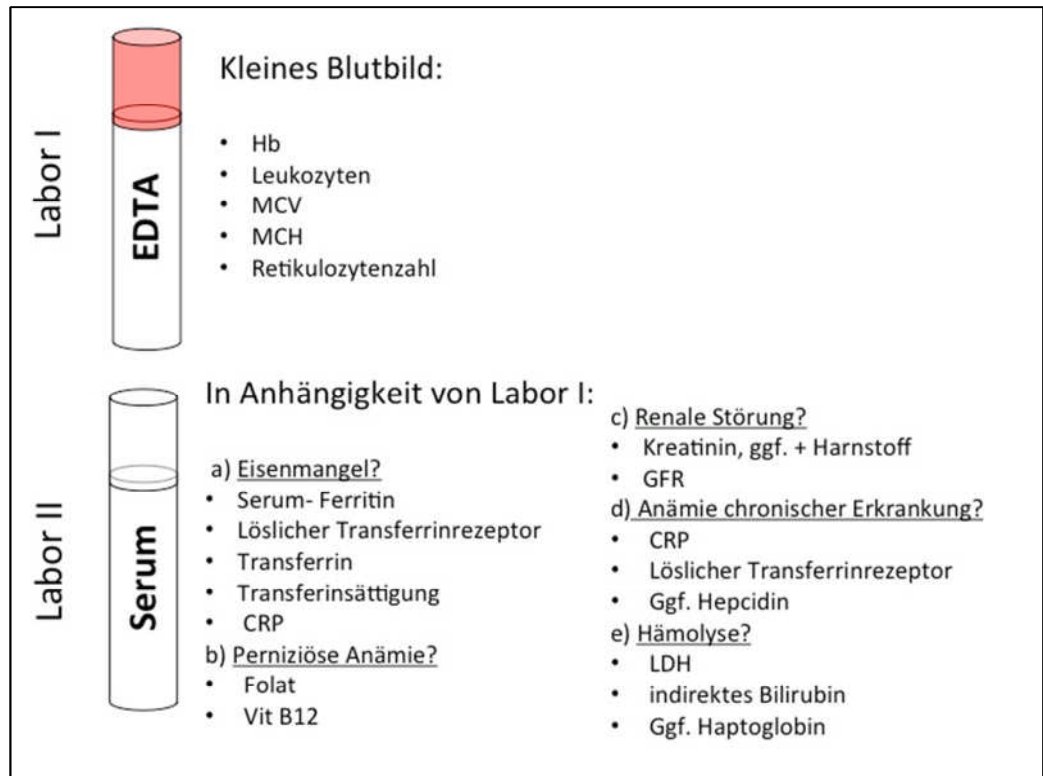 Labor I
EDTA
Kleines Blutbild:
• Hb
• Leukozyten
• MCV
• MCH
• Retikulozytenzahl
Labor II
Serum
In Anhängigkeit von Labor I:
a) Eisenmangel?
• Serum- Ferritin
• Löslicher Transferrinrezeptor
• Transferrin
• Transferinsättigung
• CRP
b) Perniziöse Anämie?
• Folat
• Vit B12
c) Renale Störung?
• Kreatinin, ggf. + Harnstoff
• GFR
d) Anämie chronischer Erkrankung?
• CRP
• Löslicher Transferrinrezeptor
• Ggf. Hepcidin
e) Hämolyse?
• LDH
• indirektes Bilirubin
• Ggf. Haptoglobin